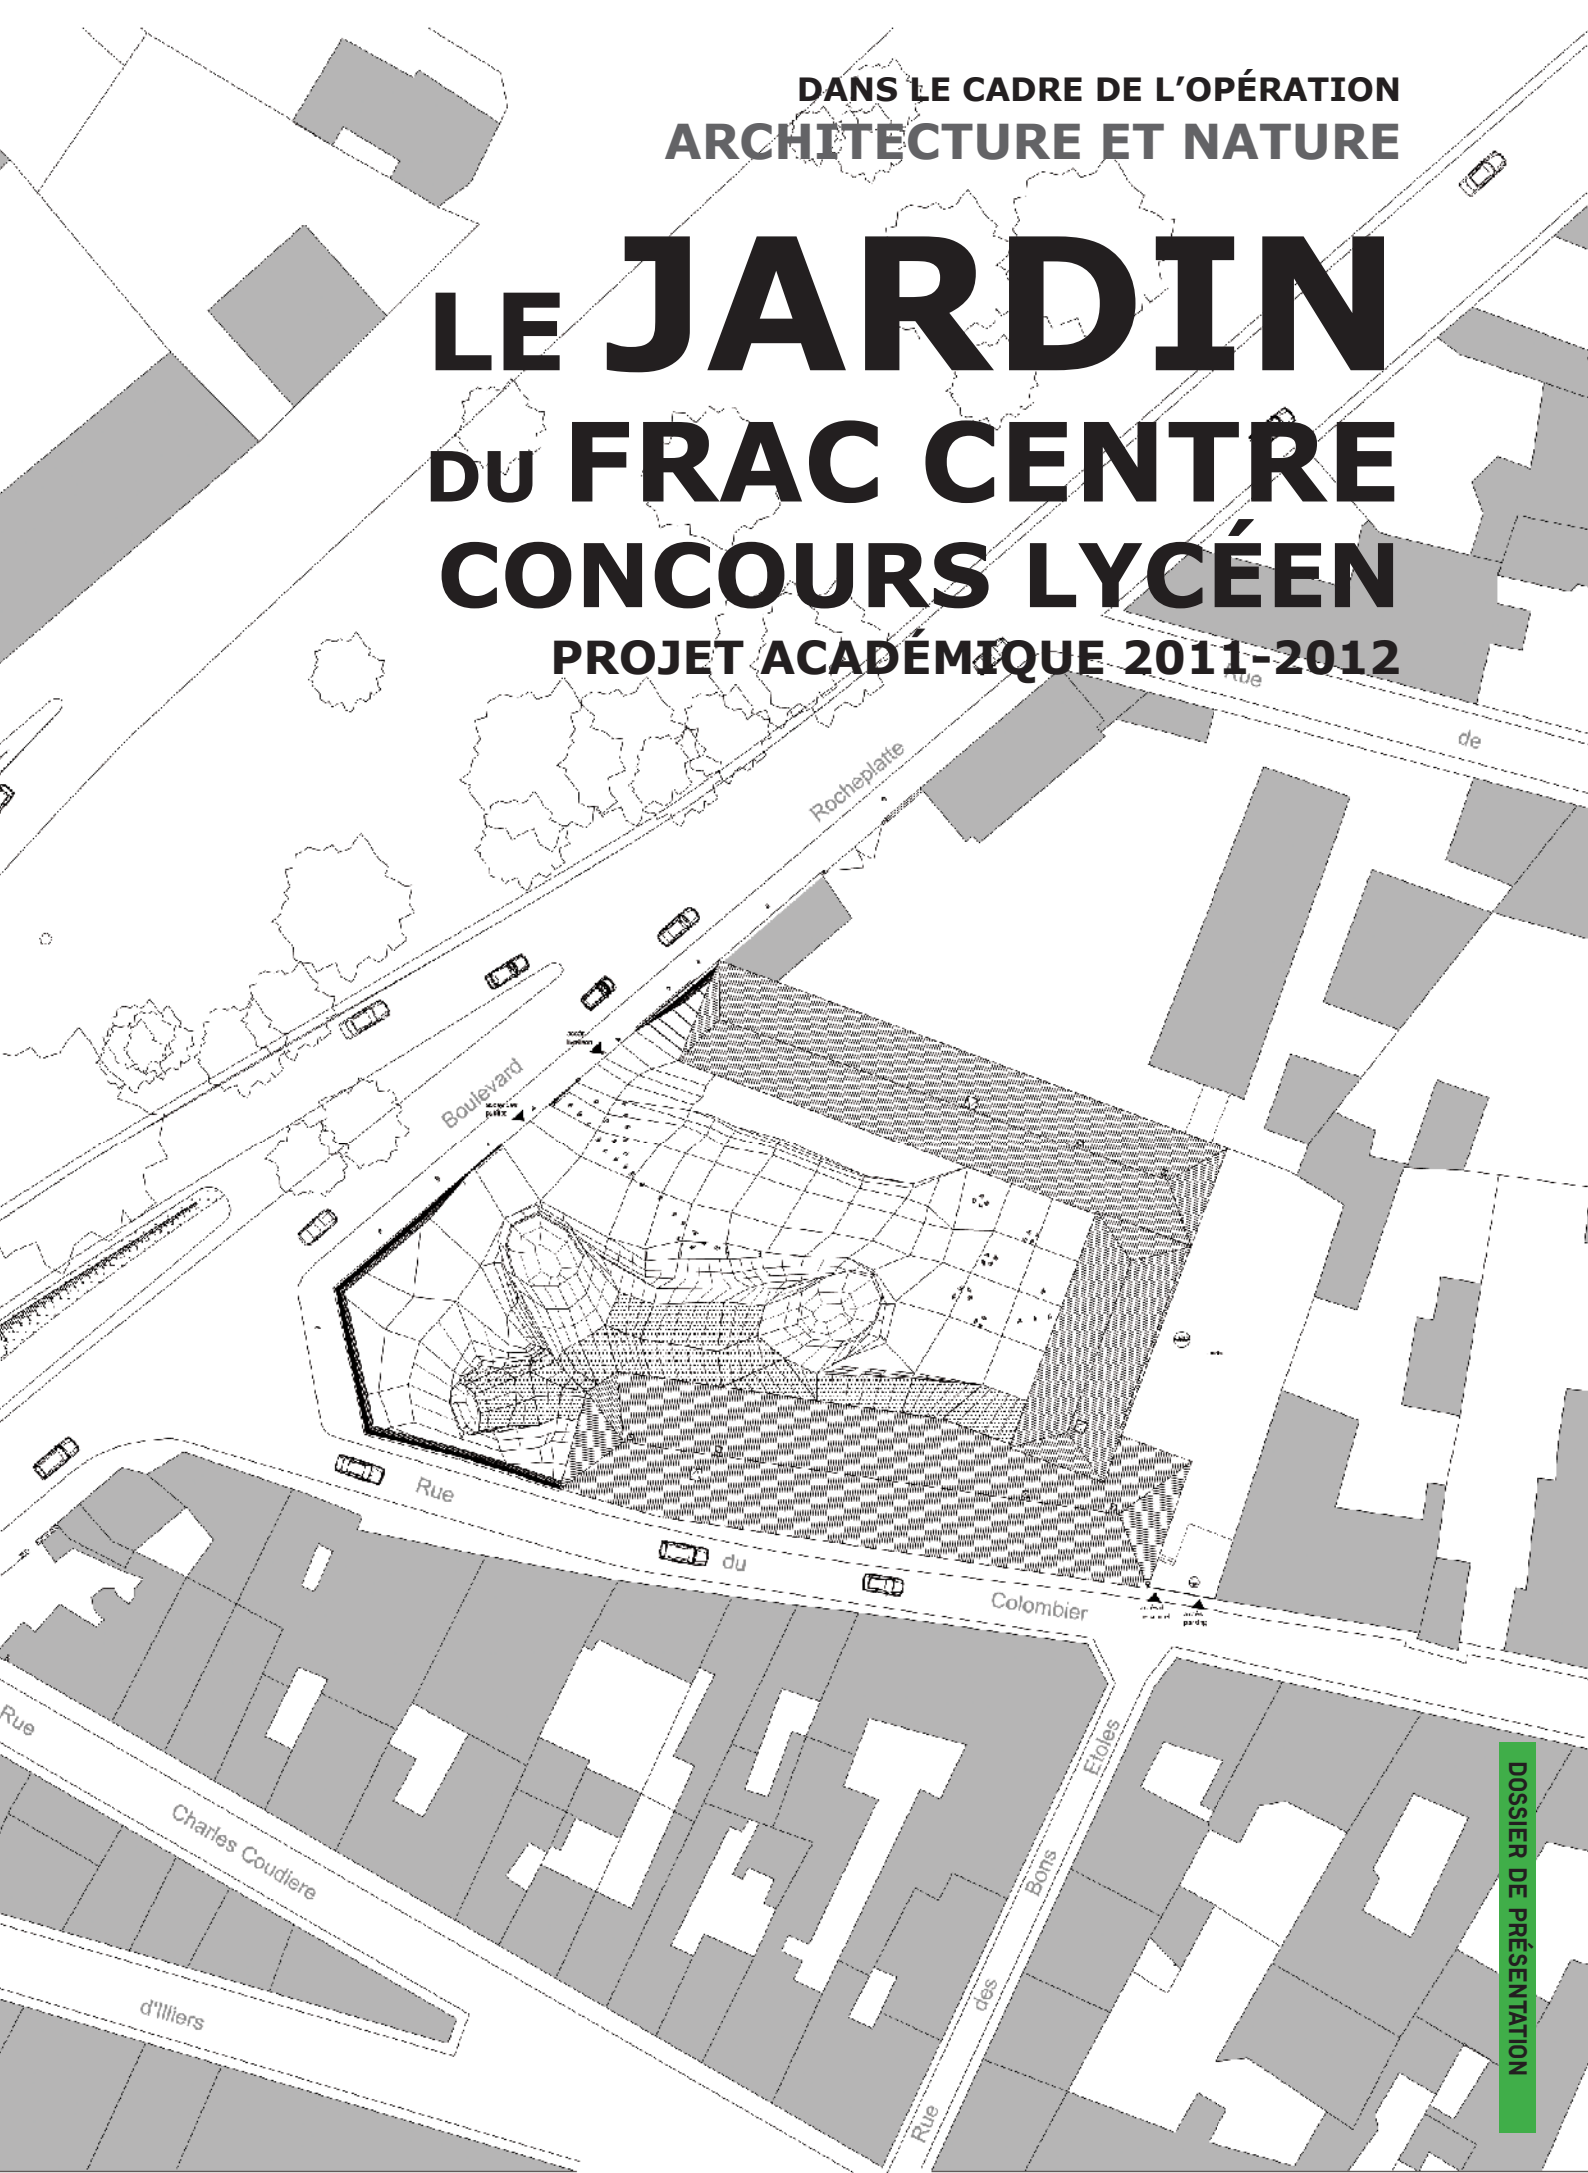 DANS LE CADRE DE L'OPÉRATION
ARCHITECTURE ET NATURE
LE JARDIN
DU FRAC CENTRE
CONCOURS LYCÉEN
PROJET ACADÉMIQUE 2011-2012
Rue
de
Rocheplatte
Boulevard
Rue
du
Colombier
parking
Rue
Charles Coudiere
d'Illiers
Etoles
Bons
des
Rue
DOSSIER DE PRÉSENTATION